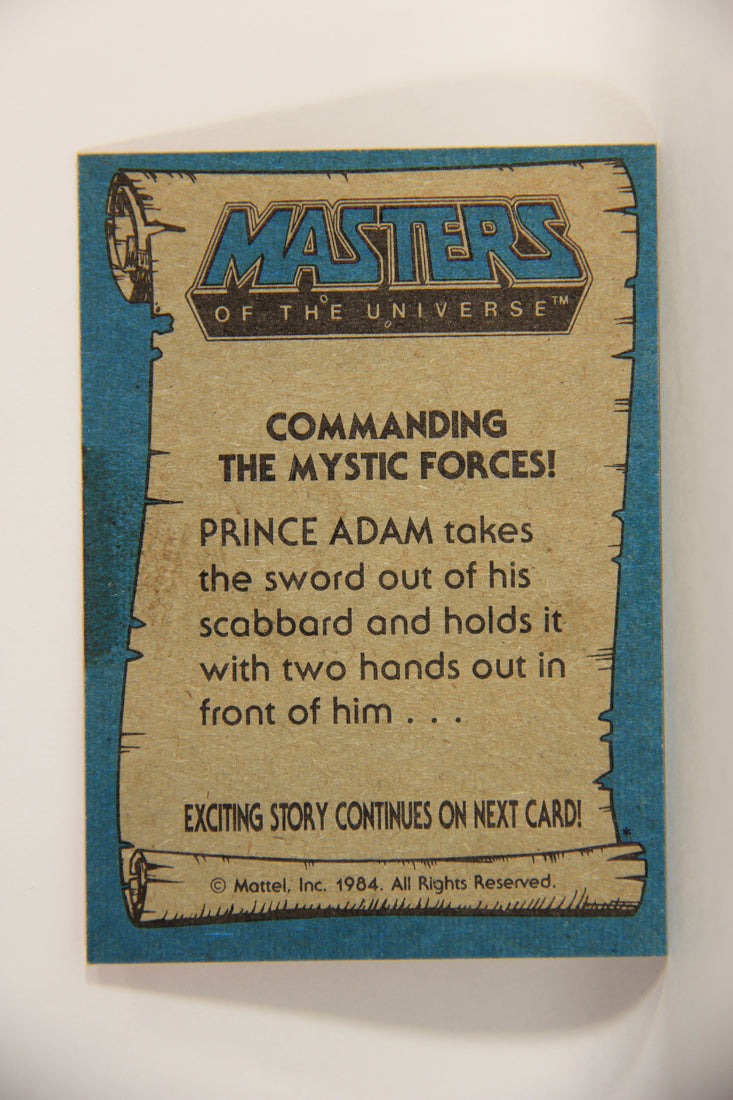 MASTERS
OF THE UNIVERSE™
COMMANDING
THE MYSTIC FORCES!
PRINCE ADAM takes
the sword out of his
scabbard and holds it
with two hands out in
front of him . . .
EXCITING STORY CONTINUES ON NEXT CARD!
*
© Mattel, Inc. 1984. All Rights Reserved.